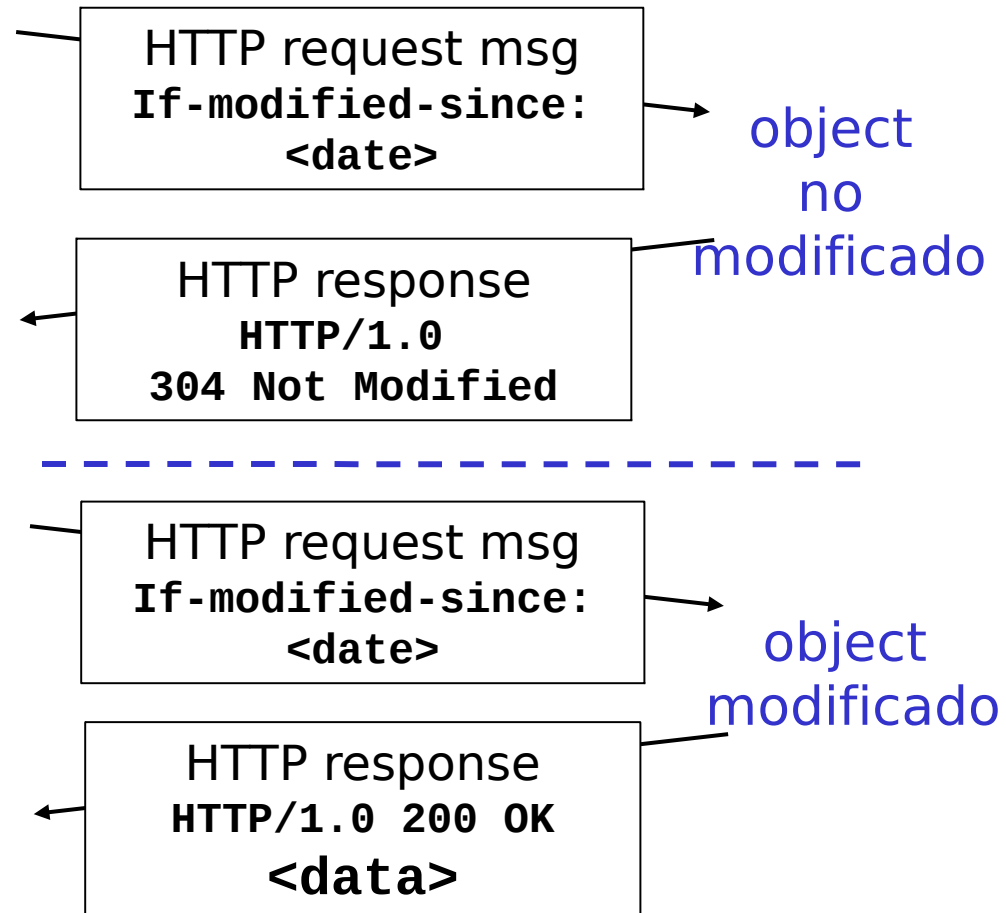 HTTP request msg
If-modified-since:
<date>
object
no
modificado
HTTP response
HTTP/1.0
304 Not Modified
HTTP request msg
If-modified-since:
<date>
object
modificado
HTTP response
HTTP/1.0 200 OK
<data>